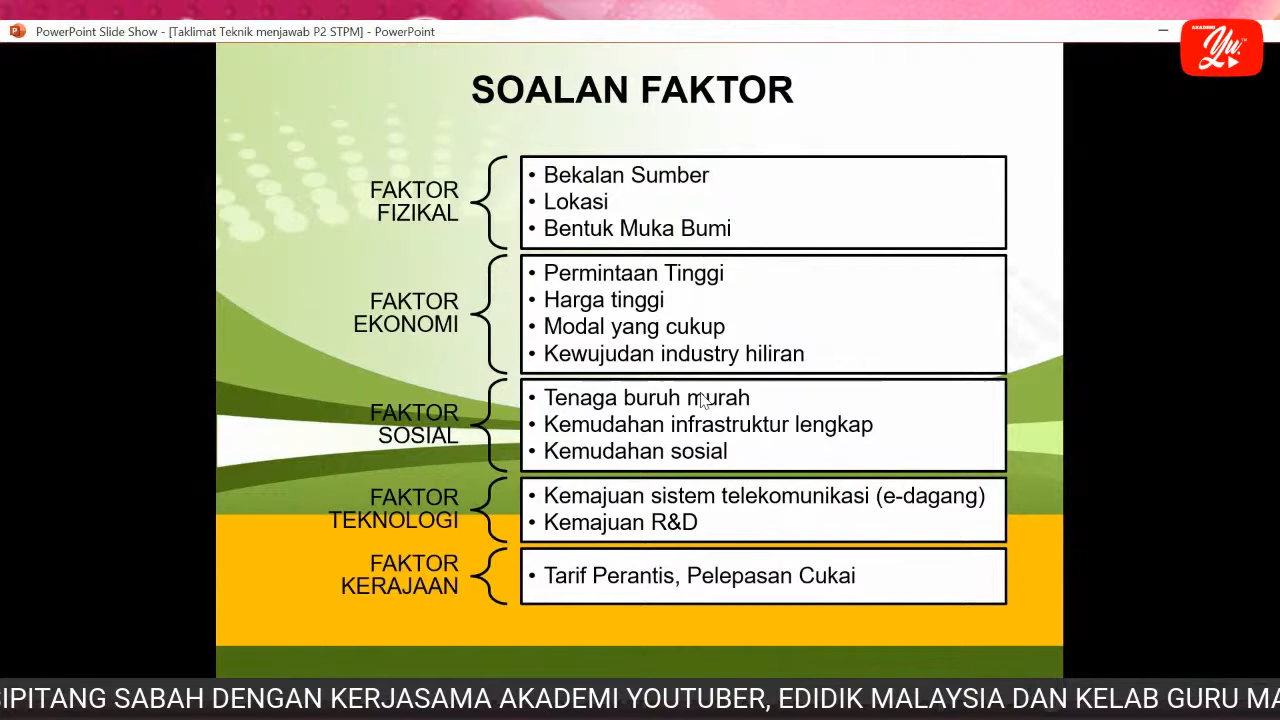 PowerPoint Slide Show - [Taklimat Teknik menjawab P2 STPM] - PowerPoint
AKADEMI
Yu
SOALAN FAKTOR
FAKTOR
FIZIKAL
• Bekalan Sumber
• Lokasi
• Bentuk Muka Bumi
FAKTOR
EKONOMI
• Permintaan Tinggi
• Harga tinggi
• Modal yang cukup
• Kewujudan industry hiliran
FAKTOR
SOSIAL
• Tenaga buruh murah
• Kemudahan infrastruktur lengkap
• Kemudahan sosial
FAKTOR
TEKNOLOGI
• Kemajuan sistem telekomunikasi (e-dagang)
• Kemajuan R&D
FAKTOR
KERAJAAN
• Tarif Perantis, Pelepasan Cukai
SIPITANG SABAH DENGAN KERJASAMA AKADEMI YOUTUBER, EDIDIK MALAYSIA DAN KELAB GURU MA